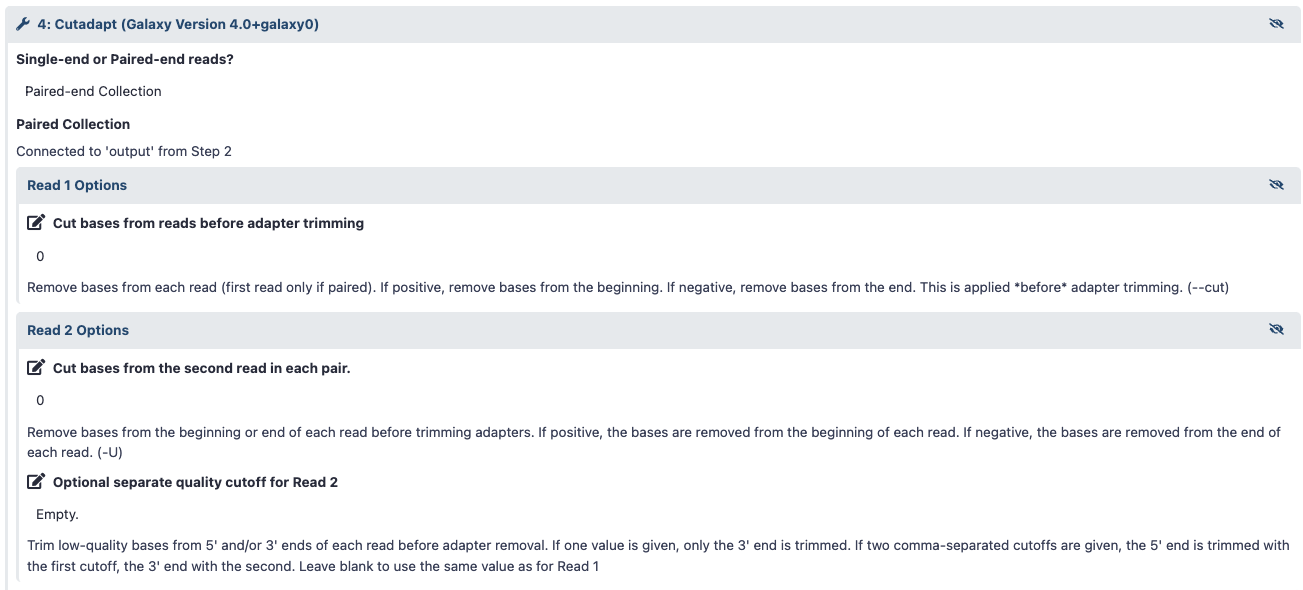 4: Cutadapt (Galaxy Version 4.0+galaxy0)
Single-end or Paired-end reads?
Paired-end Collection
Paired Collection
Connected to 'output' from Step 2
Read 1 Options
Cut bases from reads before adapter trimming
0
Remove bases from each read (first read only if paired). If positive, remove bases from the beginning. If negative, remove bases from the end. This is applied *before* adapter trimming. (--cut)
Read 2 Options
Cut bases from the second read in each pair.
0
Remove bases from the beginning or end of each read before trimming adapters. If positive, the bases are removed from the beginning of each read. If negative, the bases are removed from the end of
each read. (-U)
Optional separate quality cutoff for Read 2
Empty.
Trim low-quality bases from 5' and/or 3' ends of each read before adapter removal. If one value is given, only the 3' end is trimmed. If two comma-separated cutoffs are given, the 5' end is trimmed with
the first cutoff, the 3' end with the second. Leave blank to use the same value as for Read 1